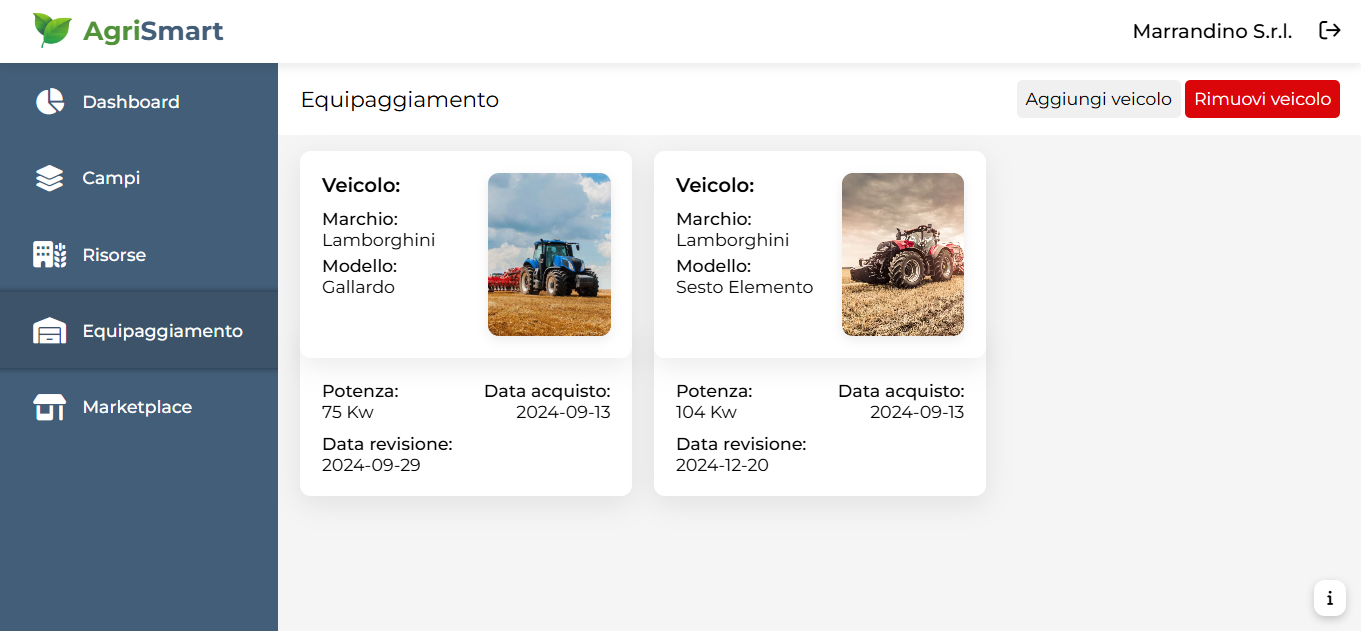 AgriSmart
Marrandino S.r.l.
Dashboard
Campi
Risorse
Equipaggiamento
Marketplace
Equipaggiamento
Aggiungi veicolo
Rimuovi veicolo
Veicolo:
Marchio:
Lamborghini
Modello:
Gallardo
Potenza:
75 Kw
Data acquisto:
2024-09-13
Data revisione:
2024-09-29
Veicolo:
Marchio:
Lamborghini
Modello:
Sesto Elemento
Potenza:
104 Kw
Data acquisto:
2024-09-13
Data revisione:
2024-12-20
i